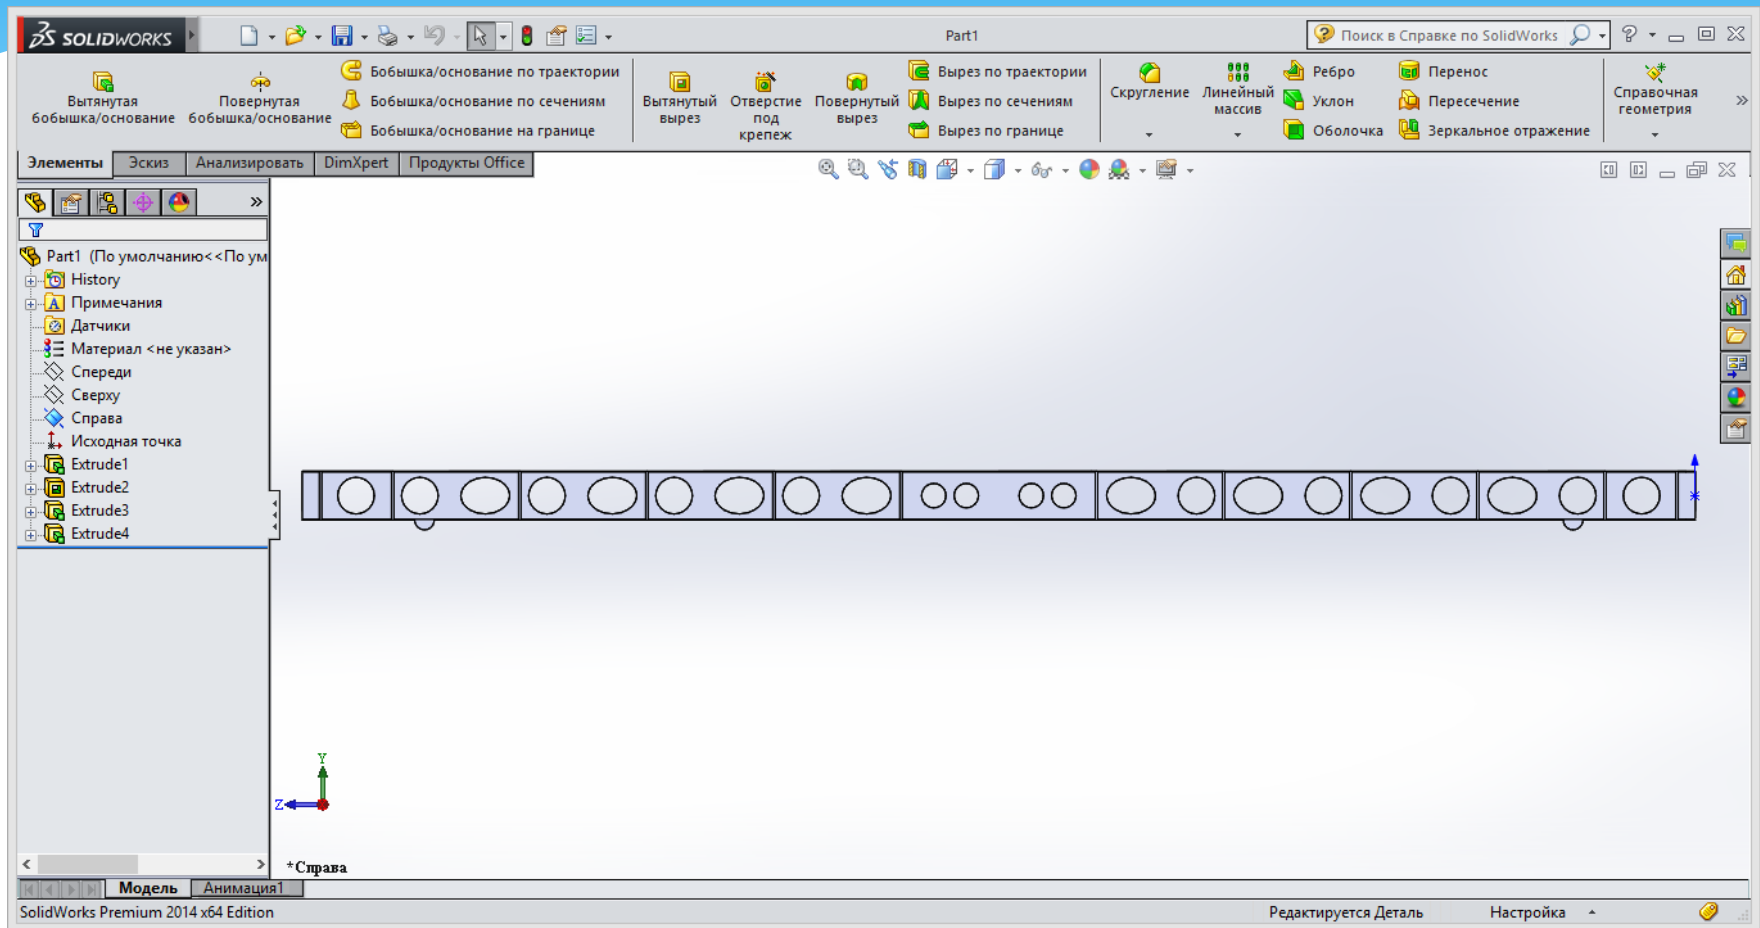 SOLIDWORKS
Part1
Поиск в Справке по SolidWorks
Вытянутая
бобышка/основание
Повернутая
бобышка/основание
Бобышка/основание по траектории
Бобышка/основание по сечениям
Бобышка/основание на границе
Вытянутый
вырез
Отверстие
под
крепеж
Повернутый
вырез
Вырез по траектории
Вырез по сечениям
Вырез по границе
Скругление
Линейный
массив
Ребро
Уклон
Оболочка
Перенос
Пересечение
Зеркальное отражение
Справочная
геометрия
Элементы
Эскиз
Анализировать
DimXpert
Продукты Office
Part1 (По умолчанию<<По ум
History
Примечания
Датчики
Материал <не указан>
Спереди
Сверху
Справа
Исходная точка
Extrude1
Extrude2
Extrude3
Extrude4
Y
Z
*Справа
Модель
Анимация1
SolidWorks Premium 2014 x64 Edition
Редактируется Деталь
Настройка